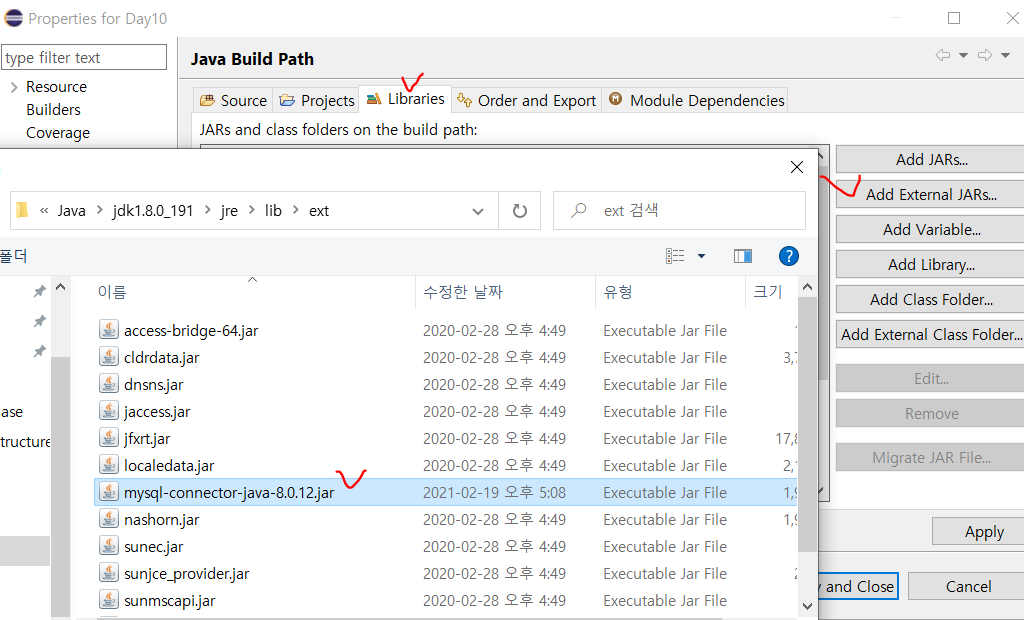 Properties for Day10
type filter text
Java Build Path
Resource
Builders
Coverage
Source
Projects
Libraries
Order and Export
Module Dependencies
JARs and class folders on the build path:
Add JARs...
Add External JARs...
Add Variable...
Add Library...
Add Class Folder...
Add External Class Folder...
Edit...
Remove
Migrate JAR File...
Apply
and Close
Cancel
« Java > jdk1.8.0_191 > jre > lib > ext
ext 검색
폴더
이름 수정한 날짜 유형 크기
access-bridge-64.jar 2020-02-28 오후 4:49 Executable Jar File
cldrdata.jar 2020-02-28 오후 4:49 Executable Jar File 3,
dnsns.jar 2020-02-28 오후 4:49 Executable Jar File
jaccess.jar 2020-02-28 오후 4:49 Executable Jar File
jfxrt.jar 2020-02-28 오후 4:49 Executable Jar File 17,
localedata.jar 2020-02-28 오후 4:49 Executable Jar File 2,
mysql-connector-java-8.0.12.jar 2021-02-19 오후 5:08 Executable Jar File 1,
nashorn.jar 2020-02-28 오후 4:49 Executable Jar File 1,
sunec.jar 2020-02-28 오후 4:49 Executable Jar File
sunjce_provider.jar 2020-02-28 오후 4:49 Executable Jar File
sunmscapi.jar 2020-02-28 오후 4:49 Executable Jar File
ase
tructure